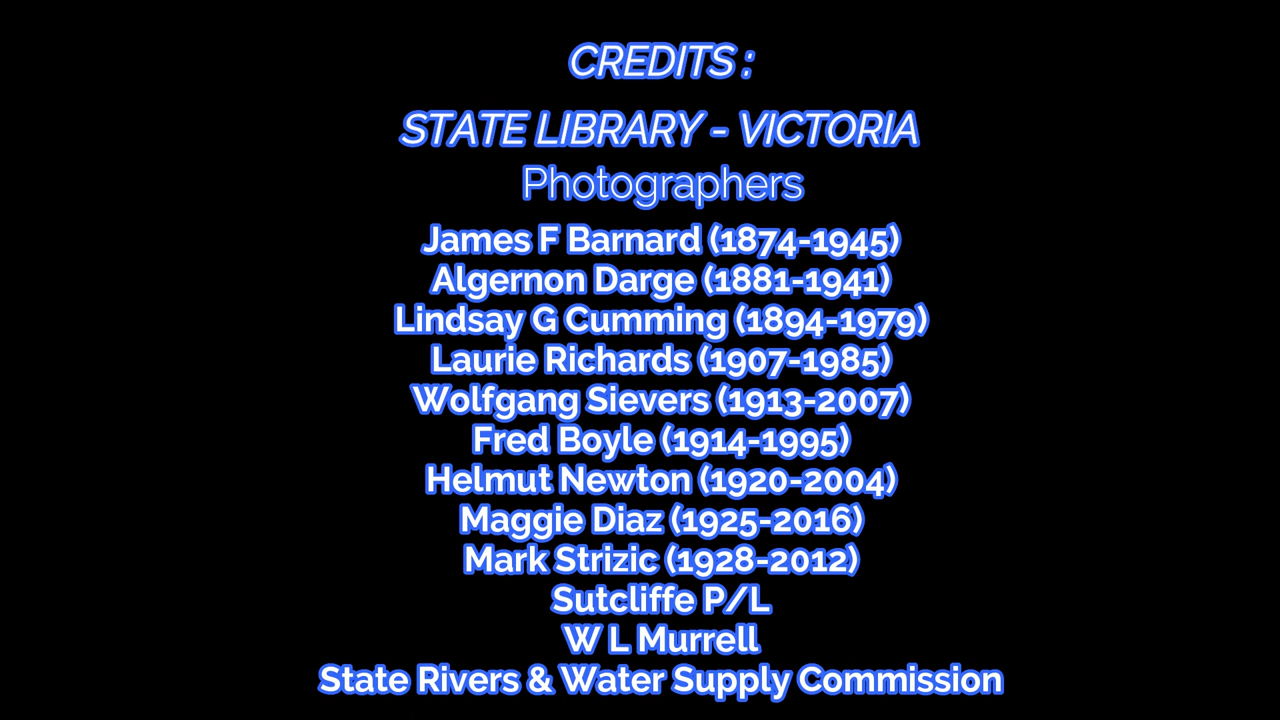 CREDITS :
STATE LIBRARY - VICTORIA
Photographers
James F Barnard (1874-1945)
Algernon Darge (1881-1941)
Lindsay G Cumming (1894-1979)
Laurie Richards (1907-1985)
Wolfgang Sievers (1913-2007)
Fred Boyle (1914-1995)
Helmut Newton (1920-2004)
Maggie Diaz (1925-2016)
Mark Strizic (1928-2012)
Sutcliffe P/L
W L Murrell
State Rivers & Water Supply Commission